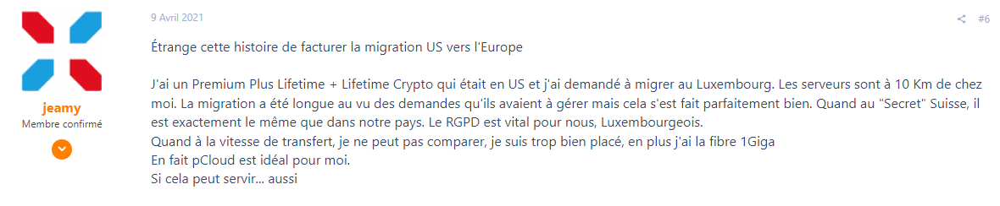 9 Avril 2021
#6
Étrange cette histoire de facturer la migration US vers l'Europe
J'ai un Premium Plus Lifetime + Lifetime Crypto qui était en US et j'ai demandé à migrer au Luxembourg. Les serveurs sont à 10 Km de chez
moi. La migration a été longue au vu des demandes qu'ils avaient à gérer mais cela s'est fait parfaitement bien. Quand au "Secret" Suisse, il
est exactement le même que dans notre pays. Le RGPD est vital pour nous, Luxembourgeois.
Quand à la vitesse de transfert, je ne peut pas comparer, je suis trop bien placé, en plus j'ai la fibre 1Giga
En fait pCloud est idéal pour moi.
Si cela peut servir... aussi
jeamy
Membre confirmé